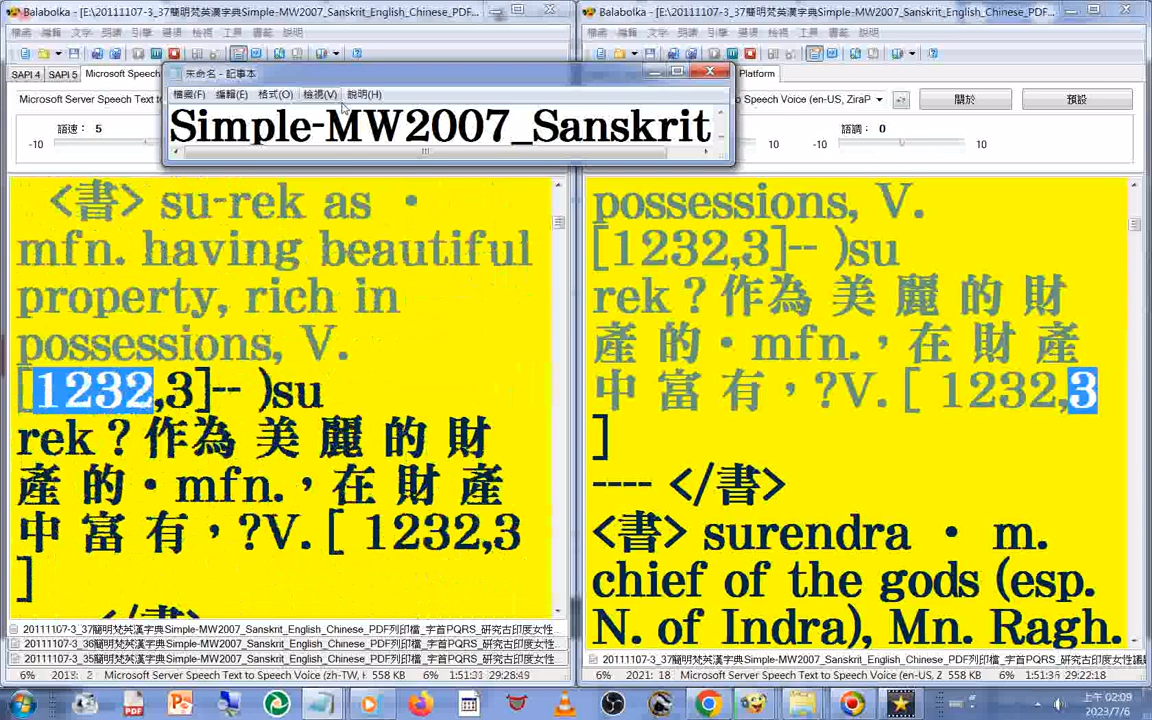 Balabolka - [E:\20111107-3_37簡明梵英漢字典Simple-MW2007_Sanskrit_English_Chinese_PDF...
Balabolka - [E:\20111107-3_37簡明梵英漢字典Simple-MW2007_Sanskrit_English_Chinese_PDF...
SAPI 4 SAPI 5 Microsoft Speech
未命名 - 記事本
檔案(F) 編輯(E) 格式(O) 檢視(V) 說明(H)
Simple-MW2007_Sanskrit
Platform
Microsoft Server Speech Text to
Speech Voice (en-US, ZiraP
關於
預設
語速： 5
-10
語調： 0
10 -10 10
<書> su-rek as •
mfn. having beautiful
property, rich in
possessions, V.
[1232,3]-- )su
rek？作為 美 麗 的 財
產 的•mfn.，在 財 產
中 富 有，?V. [ 1232,3
]
possessions, V.
[1232,3]-- )su
rek？作為 美 麗 的 財
產 的•mfn.，在 財 產
中 富 有，?V. [ 1232,3
]
---- </書>
<書> surendra • m.
chief of the gods (esp.
N. of Indra), Mn. Ragh.
20111107-3_37簡明梵英漢字典Simple-MW2007_Sanskrit_English_Chinese_PDF列印檔_字首PQRS_研究古印度女性
20111107-3_36簡明梵英漢字典Simple-MW2007_Sanskrit_English_Chinese_PDF列印檔_字首PQRS_研究古印度女性
20111107-3_35簡明梵英漢字典Simple-MW2007_Sanskrit_English_Chinese_PDF列印檔_字首PQRS_研究古印度女性
20111107-3_37簡明梵英漢字典Simple-MW2007_Sanskrit_English_Chinese_PDF列印檔_字首PQRS_研究古印度女性議
6% 2013: 2 Microsoft Server Speech Text to Speech Voice (zh-TW, H 558 KB 6% 1:51:31 29:28:49
6% 2021: 18 Microsoft Server Speech Text to Speech Voice (en-US, Z 558 KB 6% 1:51:35 29:22:18
上午 02:09
2023/7/6